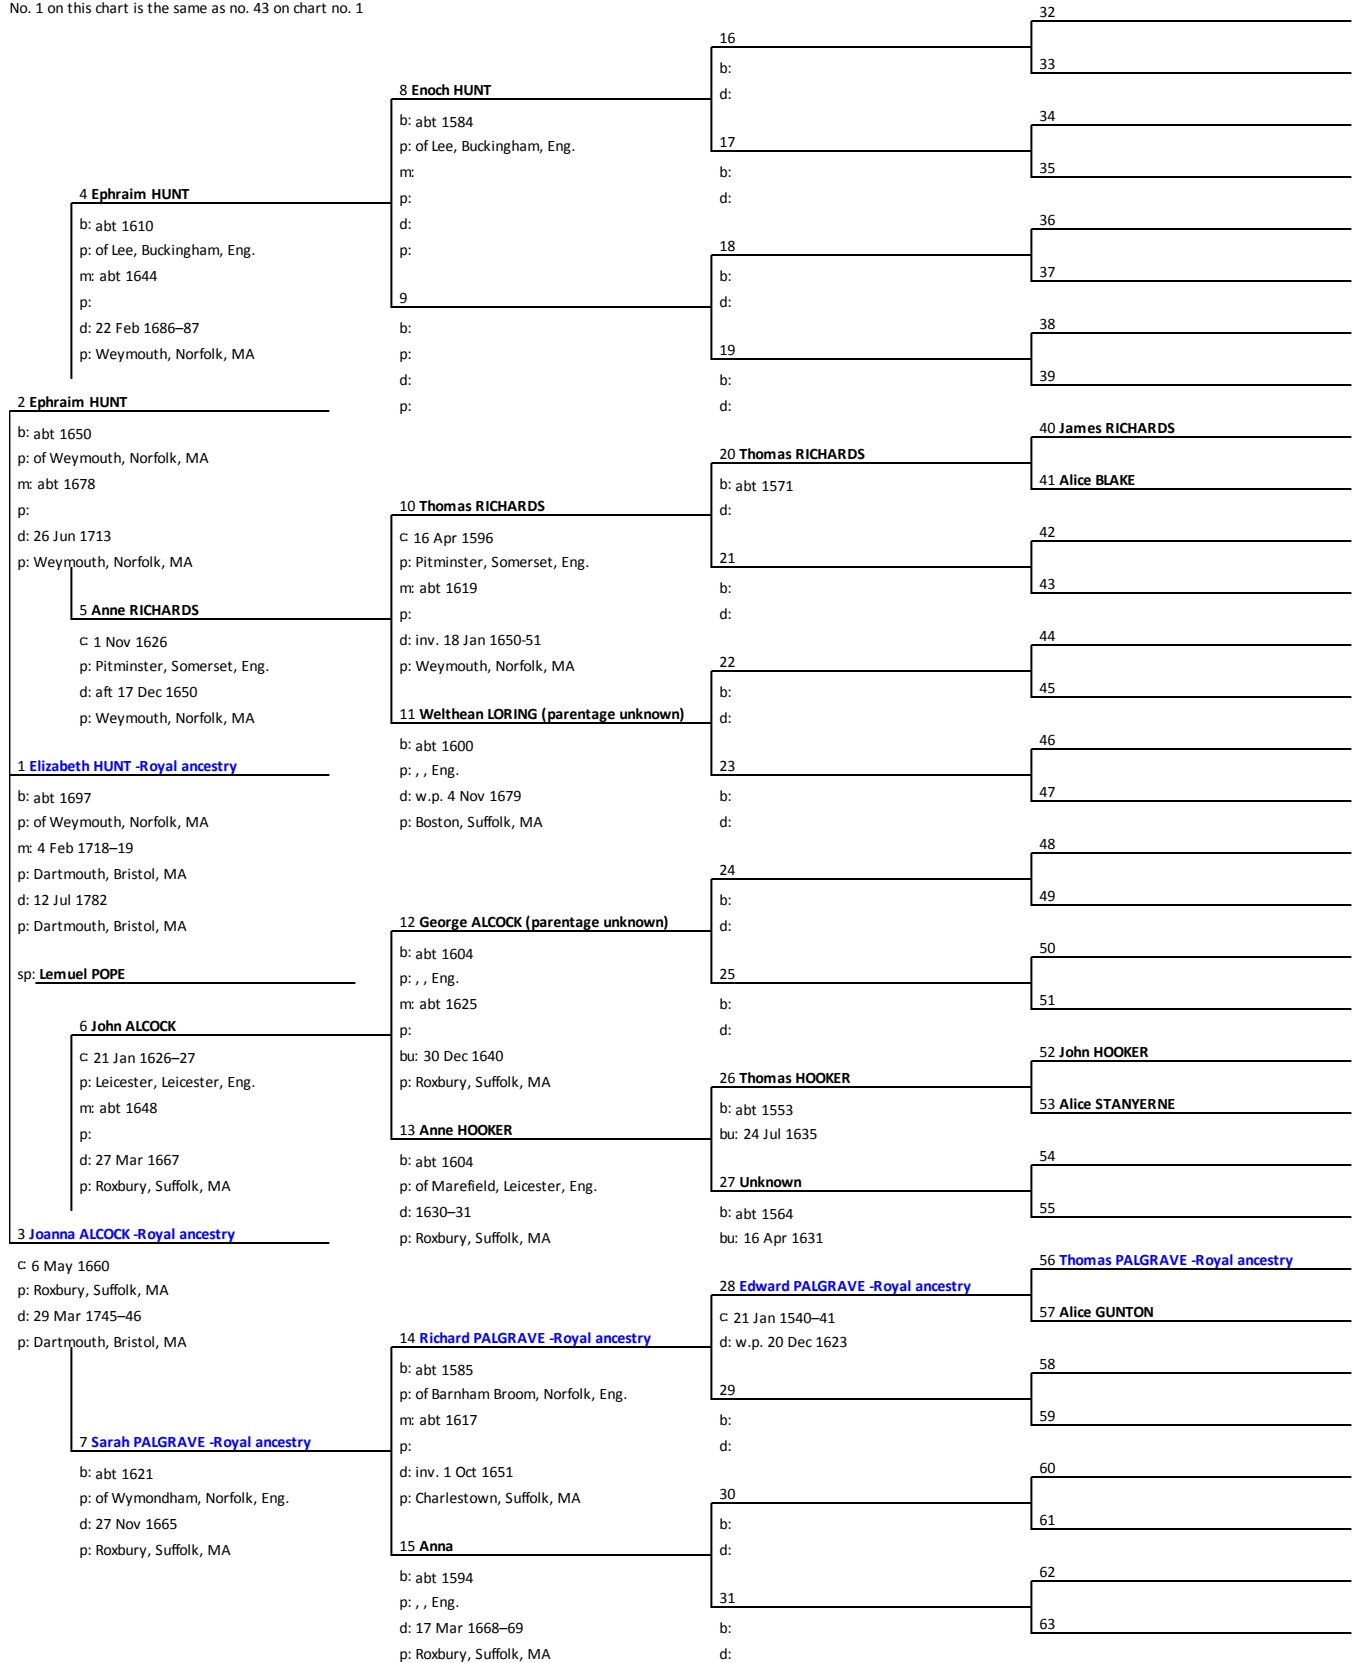 No. 1 on this chart is the same as no. 43 on chart no. 1
4 Ephraim HUNT
b: abt 1610
p: of Lee, Buckingham, Eng.
m: abt 1644
p:
d: 22 Feb 1686–87
p: Weymouth, Norfolk, MA
2 Ephraim HUNT
b: abt 1650
p: of Weymouth, Norfolk, MA
m: abt 1678
p:
d: 26 Jun 1713
p: Weymouth, Norfolk, MA
5 Anne RICHARDS
c: 1 Nov 1626
p: Pitminster, Somerset, Eng.
d: aft 17 Dec 1650
p: Weymouth, Norfolk, MA
1 Elizabeth HUNT -Royal ancestry
b: abt 1697
p: of Weymouth, Norfolk, MA
m: 4 Feb 1718–19
p: Dartmouth, Bristol, MA
d: 12 Jul 1782
p: Dartmouth, Bristol, MA
sp: Lemuel POPE
6 John ALCOCK
c: 21 Jan 1626–27
p: Leicester, Leicester, Eng.
m: abt 1648
p:
d: 27 Mar 1667
p: Roxbury, Suffolk, MA
3 Joanna ALCOCK -Royal ancestry
c: 6 May 1660
p: Roxbury, Suffolk, MA
d: 29 Mar 1745–46
p: Dartmouth, Bristol, MA
7 Sarah PALGRAVE -Royal ancestry
b: abt 1621
p: of Wymondham, Norfolk, Eng.
d: 27 Nov 1665
p: Roxbury, Suffolk, MA
8 Enoch HUNT
b: abt 1584
p: of Lee, Buckingham, Eng.
m:
p:
d:
p:
9
b:
p:
d:
p:
10 Thomas RICHARDS
c: 16 Apr 1596
p: Pitminster, Somerset, Eng.
m: abt 1619
p:
d: inv. 18 Jan 1650-51
p: Weymouth, Norfolk, MA
11 Welthean LORING (parentage unknown)
b: abt 1600
p: , , Eng.
d: w.p. 4 Nov 1679
p: Boston, Suffolk, MA
12 George ALCOCK (parentage unknown)
b: abt 1604
p: , , Eng.
m: abt 1625
p:
bu: 30 Dec 1640
p: Roxbury, Suffolk, MA
13 Anne HOOKER
b: abt 1604
p: of Marefield, Leicester, Eng.
d: 1630–31
p: Roxbury, Suffolk, MA
14 Richard PALGRAVE -Royal ancestry
b: abt 1585
p: of Barnham Broom, Norfolk, Eng.
m: abt 1617
p:
d: inv. 1 Oct 1651
p: Charlestown, Suffolk, MA
15 Anna
b: abt 1594
p: , , Eng.
d: 17 Mar 1668–69
p: Roxbury, Suffolk, MA
16
b:
d:
17
b:
d:
18
b:
d:
19
b:
d:
20 Thomas RICHARDS
b: abt 1571
d:
21
b:
d:
22
b:
d:
23
b:
d:
24
b:
d:
25
b:
d:
26 Thomas HOOKER
b: abt 1553
bu: 24 Jul 1635
27 Unknown
b: abt 1564
bu: 16 Apr 1631
28 Edward PALGRAVE -Royal ancestry
c: 21 Jan 1540–41
d: w.p. 20 Dec 1623
29
b:
d:
30
b:
d:
31
b:
d:
32
33
34
35
36
37
38
39
40 James RICHARDS
41 Alice BLAKE
42
43
44
45
46
47
48
49
50
51
52 John HOOKER
53 Alice STANYERNE
54
55
56 Thomas PALGRAVE -Royal ancestry
57 Alice GUNTON
58
59
60
61
62
63